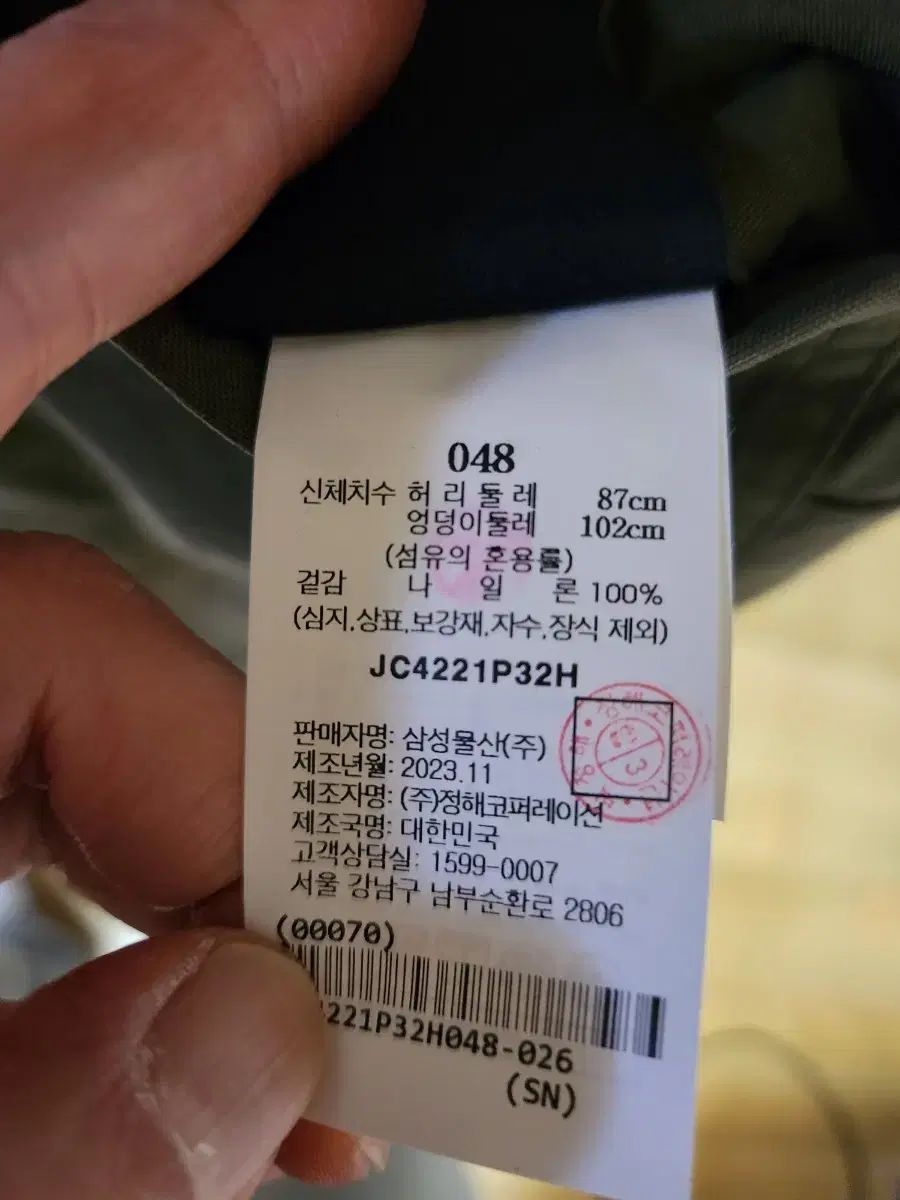 048
신체치수 허 리 둘 레 87cm
엉덩이둘레 102cm
(섬유의 혼용률)
겉감 나 일 론 100%
(심지,상표,보강재,자수,장식 제외)
JC4221P32H
판매자명: 삼성물산(주)
제조년월: 2023.11
제조자명: (주)정해코퍼레이션
제조국명: 대한민국
고객상담실: 1599-0007
서울 강남구 남부순환로 2806
(00070)
221P32H048-026
(SN)